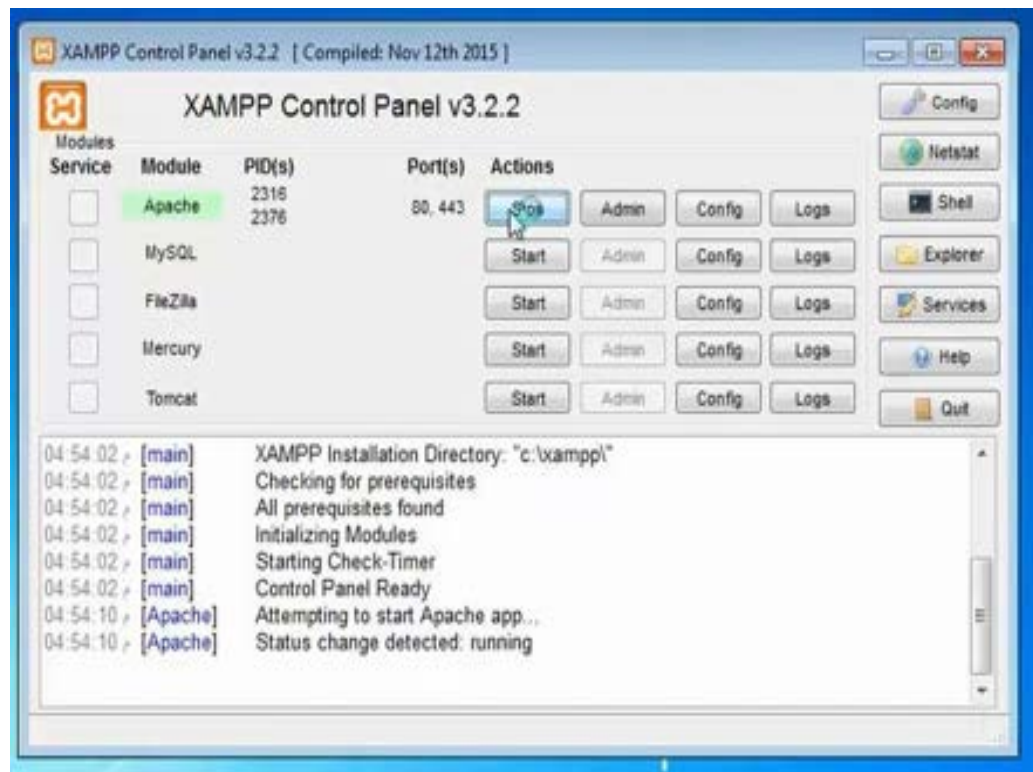 XAMPP Control Panel v3.2.2 [ Compiled: Nov 12th 2015 ]
XAMPP Control Panel v3.2.2
Config
Modules
Netstat
Service Module PID(s) Port(s) Actions
Apache 2316 80, 443 Admin Config Logs
2376
Shell
MySQL Start Admin Config Logs
Explorer
FileZilla Start Admin Config Logs
Services
Mercury Start Admin Config Logs
Help
Tomcat Start Admin Config Logs
Quit
04:54:02 [main] XAMPP Installation Directory: "c:\xampp\"
04:54:02 [main] Checking for prerequisites
04:54:02 [main] All prerequisites found
04:54:02 [main] Initializing Modules
04:54:02 [main] Starting Check-Timer
04:54:02 [main] Control Panel Ready
04:54:10 [Apache] Attempting to start Apache app...
04:54:10 [Apache] Status change detected: running